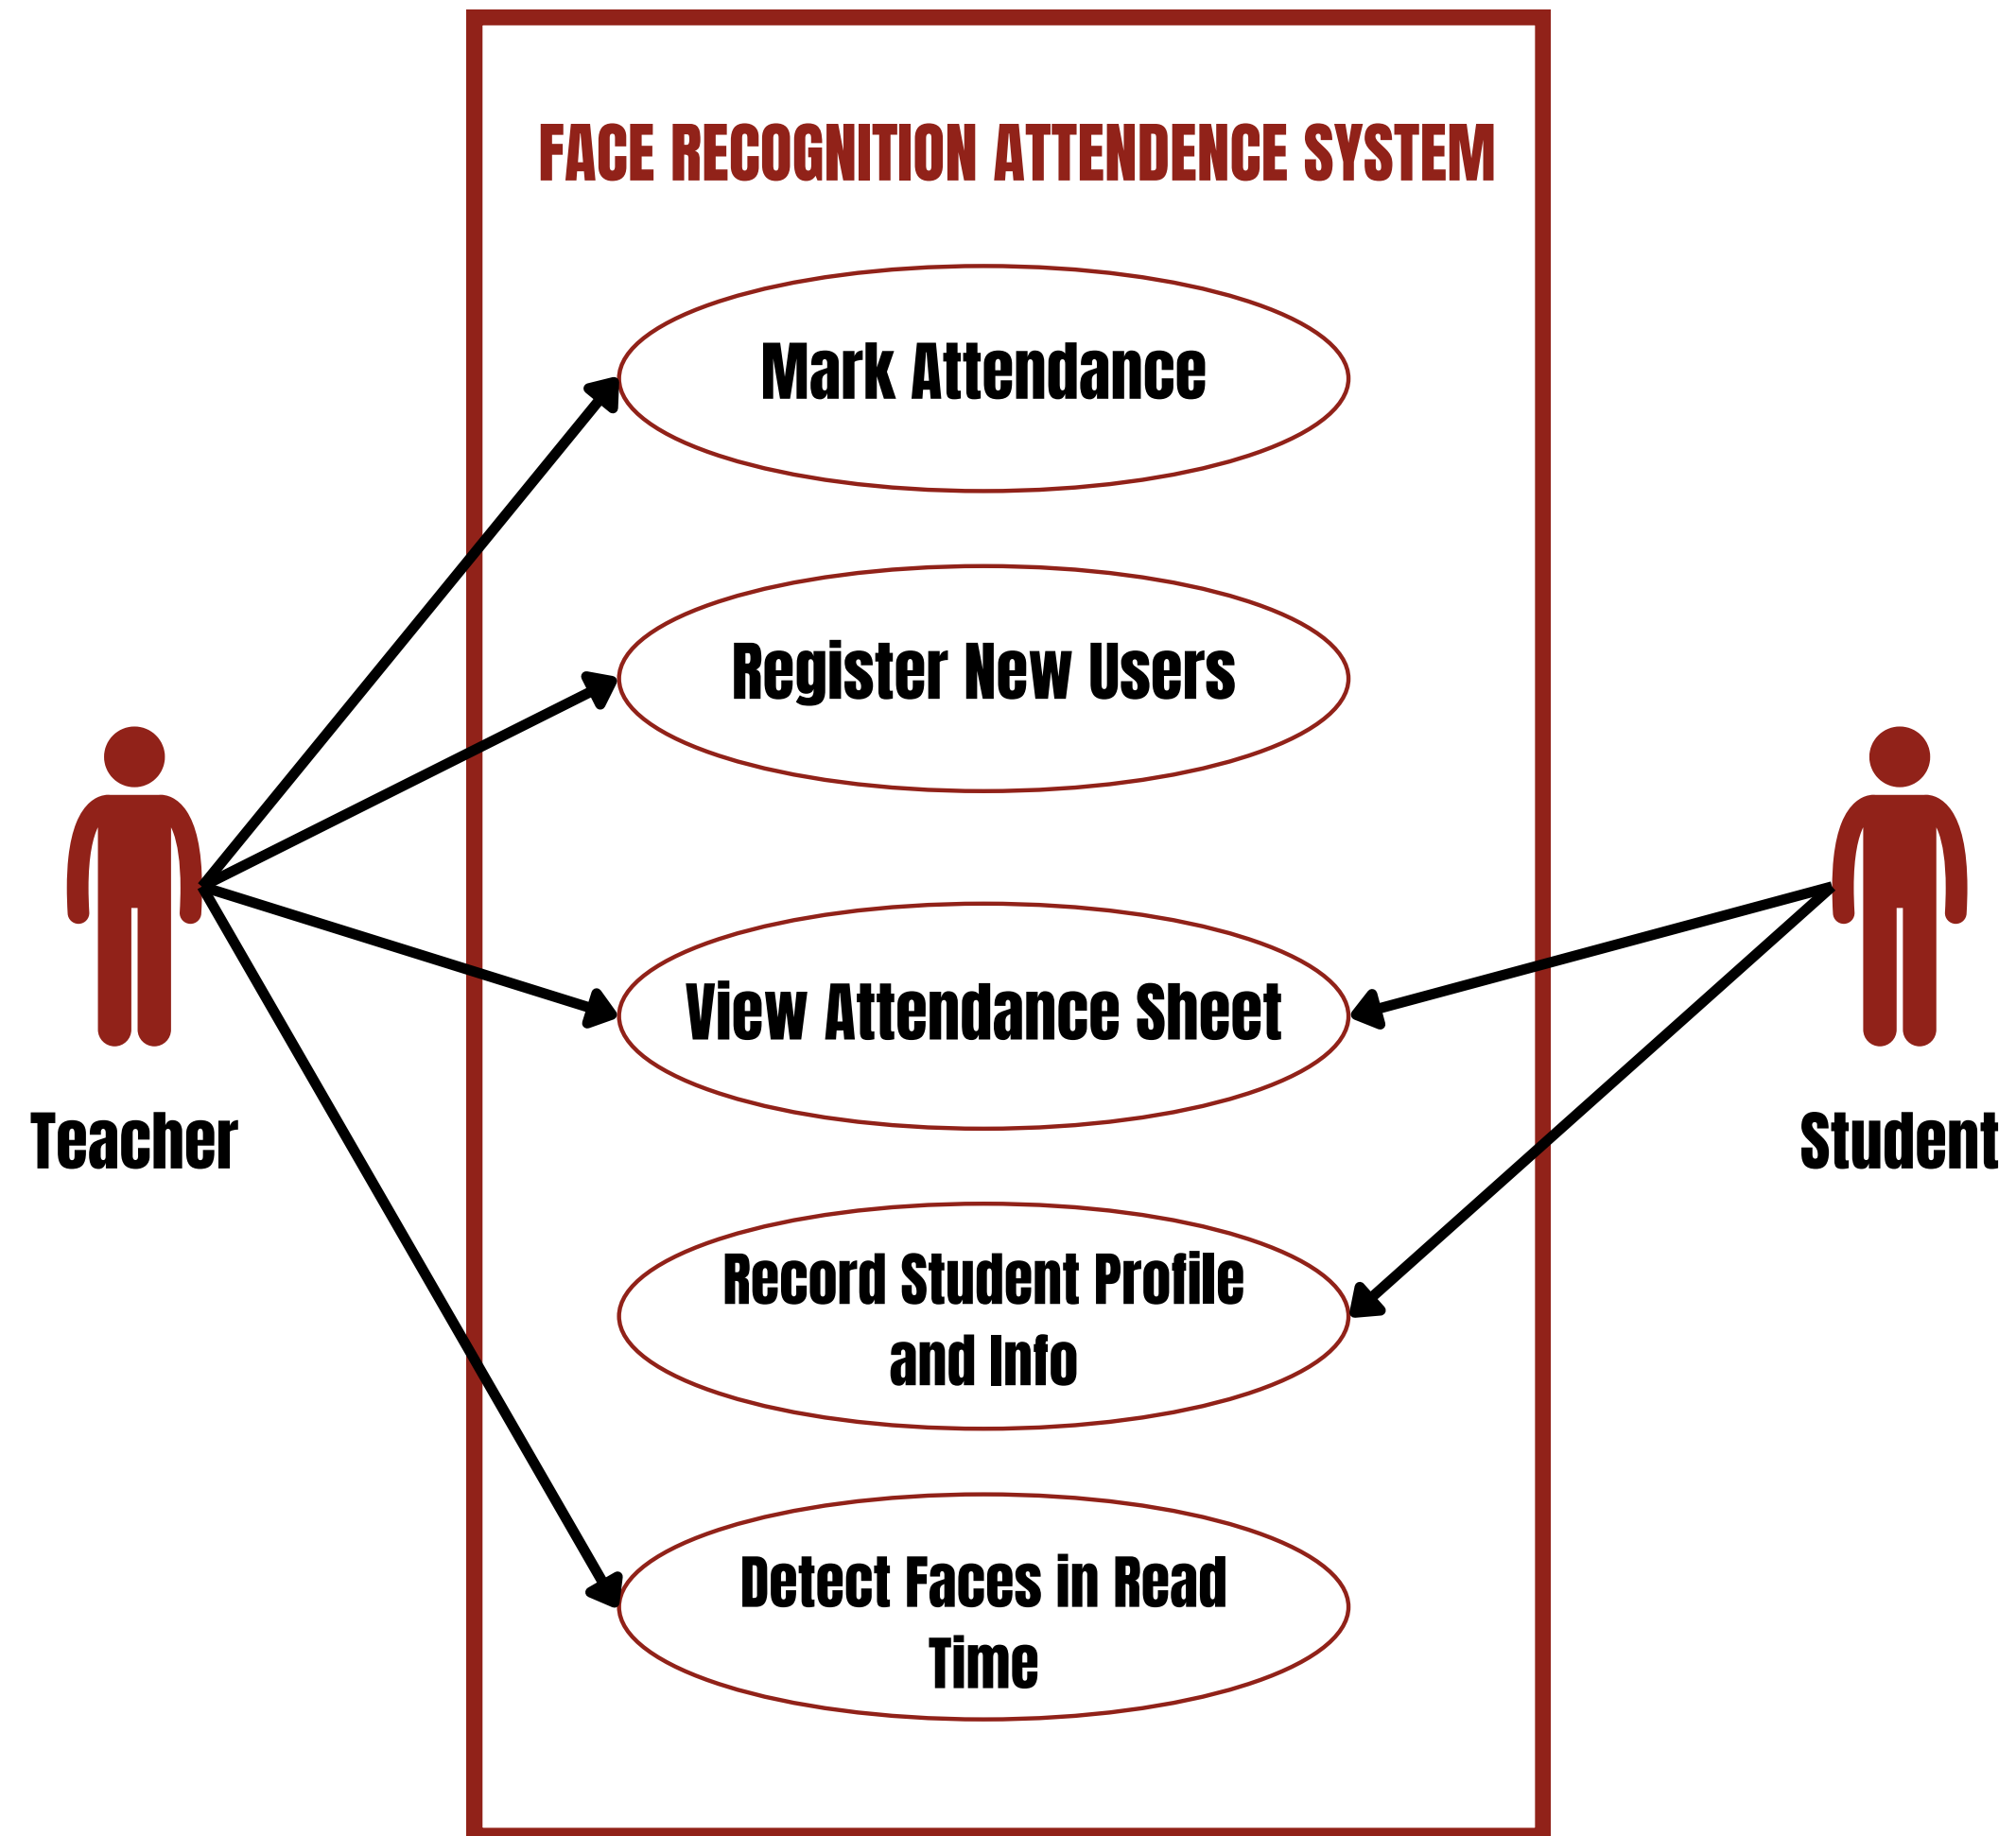 FACE RECOGNITION ATTENDENCE SYSTEM
Mark Attendance
Register New Users
View Attendance Sheet
Teacher
Student
Record Student Profile
and Info
Detect Faces in Read
Time